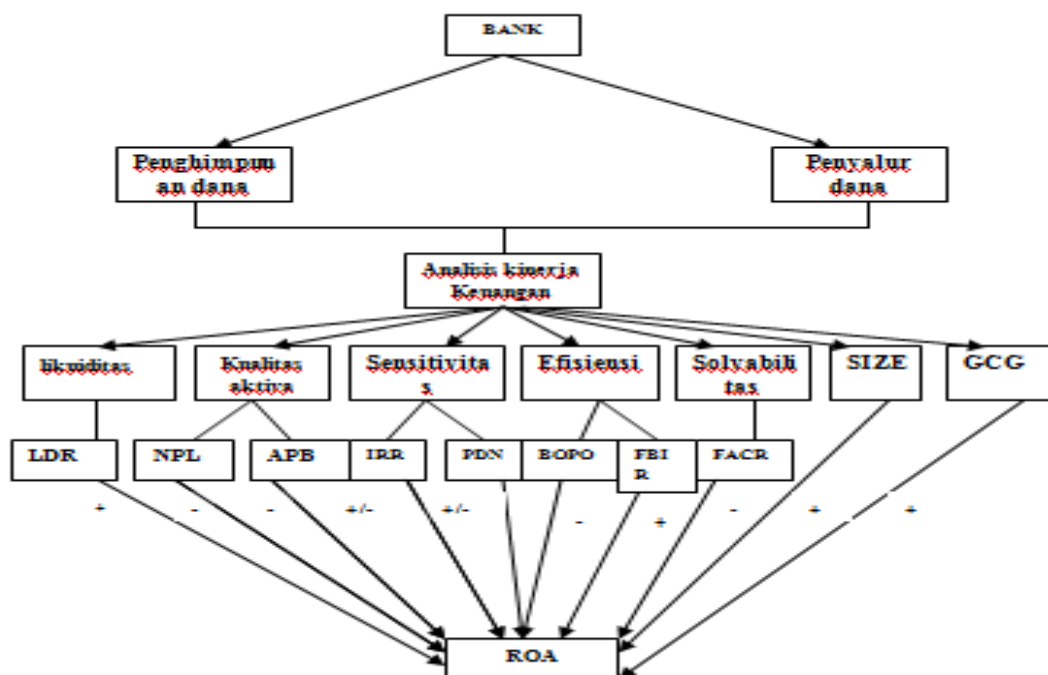 BANK
Penghimpun
an dana
Penyalur
dana
Analisis kinerja
Keuangan
likuiditas
Kualitas
aktiva
Sensitivita
s
Efisiensi
Solvabili
tas
SIZE
GCG
LDR
NPL
APB
IRR
PDN
BOPO
FBI
R
FACR
+
-
-
+/-
+/-
-
+
-
+
+
ROA